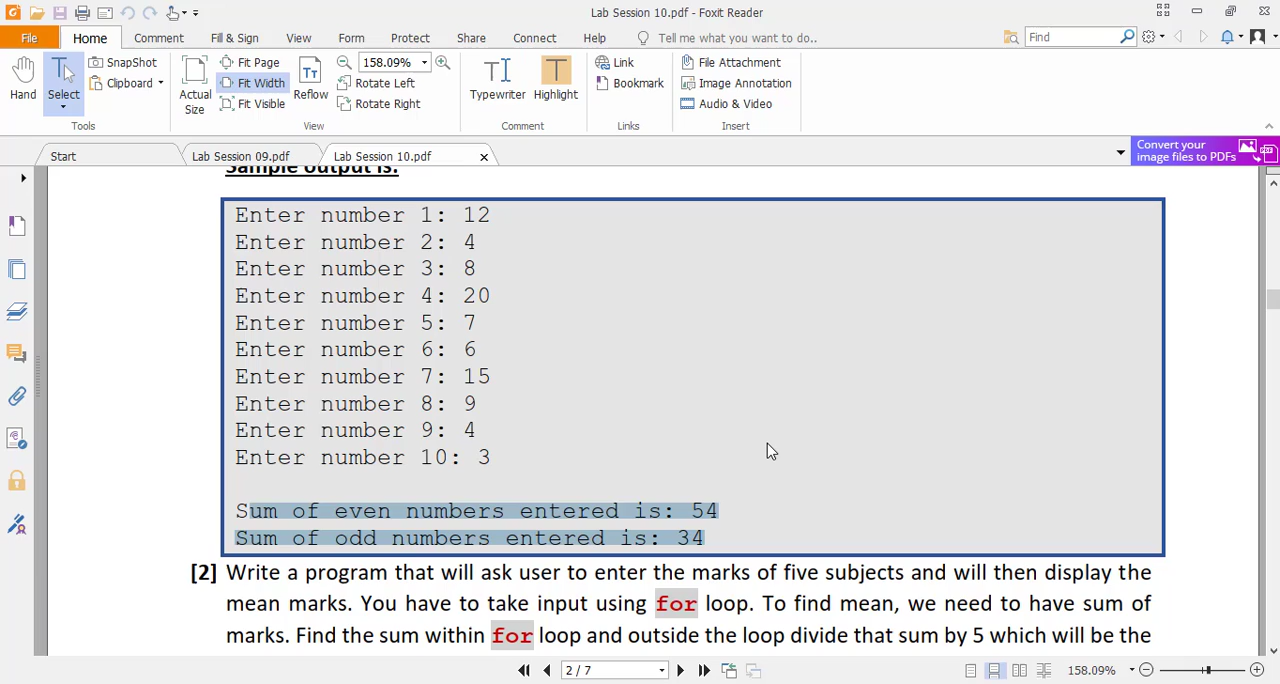 Lab Session 10.pdf - Foxit Reader
File Home Comment Fill & Sign View Form Protect Share Connect Help Tell me what you want to do.. Find
SnapShot Fit Page 158.09% Link File Attachment
Clipboard Fit Width Rotate Left Bookmark Image Annotation
Hand Select Actual Size Fit Visible Reflow Rotate Right Typewriter Highlight Audio & Video
Tools View Comment Links Insert
Start Lab Session 09.pdf Lab Session 10.pdf
Convert your
image files to PDFs
PDF
Sample output is:
Enter number 1: 12
Enter number 2: 4
Enter number 3: 8
Enter number 4: 20
Enter number 5: 7
Enter number 6: 6
Enter number 7: 15
Enter number 8: 9
Enter number 9: 4
Enter number 10: 3
Sum of even numbers entered is: 54
Sum of odd numbers entered is: 34
[2] Write a program that will ask user to enter the marks of five subjects and will then display the
mean marks. You have to take input using for loop. To find mean, we need to have sum of
marks. Find the sum within for loop and outside the loop divide that sum by 5 which will be the
2 / 7 158.09%